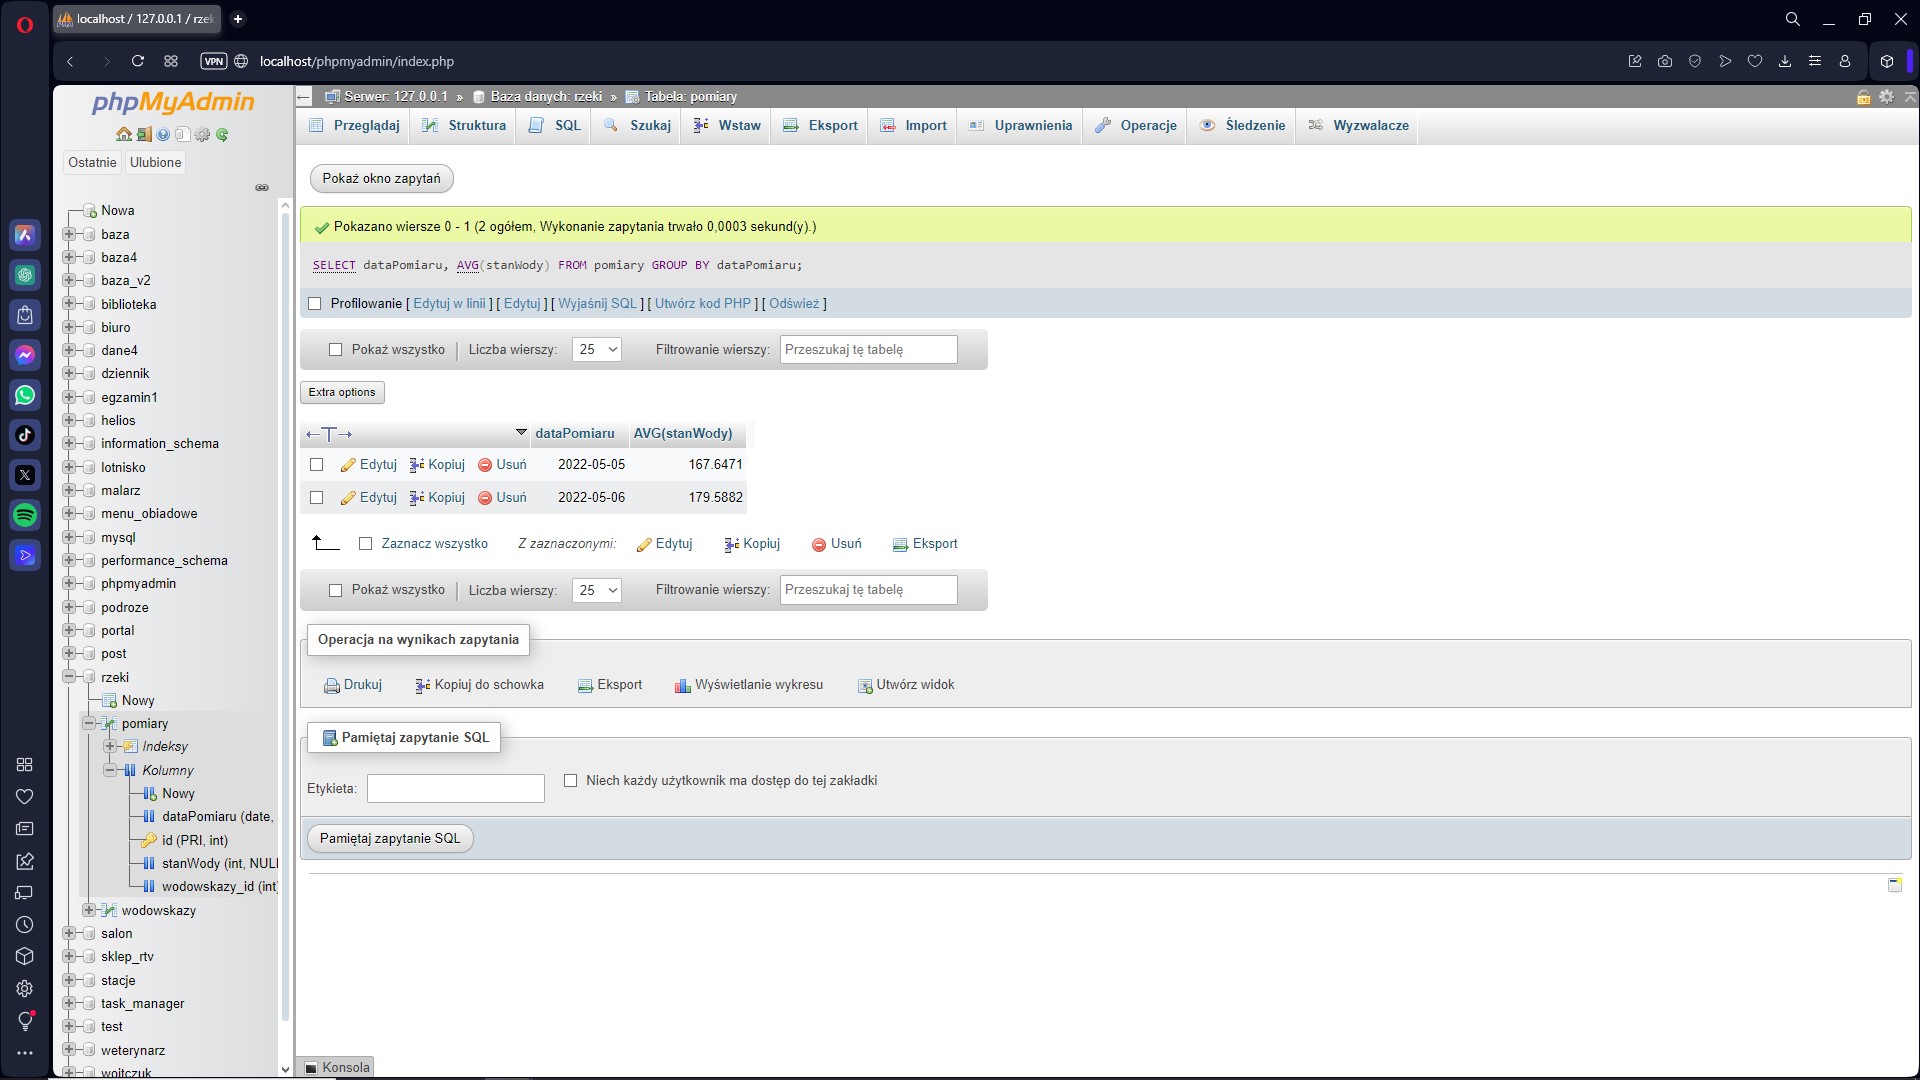 localhost / 127.0.0.1 / rzek
VPN
localhost/phpmyadmin/index.php
phpMyAdmin
Ostatnie Ulubione
Nowa
baza
baza4
baza_v2
biblioteka
biuro
dane4
dziennik
egzamin1
helios
information_schema
lotnisko
malarz
menu_obiadowe
mysql
performance_schema
phpmyadmin
podroze
portal
post
rzeki
Nowy
pomiary
Indeksy
Kolumny
Nowy
dataPomiaru (date,
id (PRI, int)
stanWody (int, NULL
wodowskazy_id (int)
wodowskazy
salon
sklep_rtv
stacje
task_manager
test
weterynarz
wojtczuk
Serwer: 127.0.0.1 » Baza danych: rzeki » Tabela: pomiary
Przeglądaj Struktura SQL Szukaj Wstaw Eksport Import Uprawnienia Operacje Śledzenie Wyzwalacze
Pokaż okno zapytań
Pokazano wiersze 0 - 1 (2 ogółem, Wykonanie zapytania trwało 0,0003 sekund(y).)
SELECT dataPomiaru, AVG(stanWody) FROM pomiary GROUP BY dataPomiaru;
Profilowanie [ Edytuj w linii ] [ Edytuj ] [ Wyjaśnij SQL ] [ Utwórz kod PHP ] [ Odśwież ]
Pokaż wszystko Liczba wierszy: 25 Filtrowanie wierszy: Przeszukaj tę tabelę
Extra options
←T→ dataPomiaru AVG(stanWody)
Edytuj Kopiuj Usuń 2022-05-05 167.6471
Edytuj Kopiuj Usuń 2022-05-06 179.5882
Zaznacz wszystko Z zaznaczonymi: Edytuj Kopiuj Usuń Eksport
Pokaż wszystko Liczba wierszy: 25 Filtrowanie wierszy: Przeszukaj tę tabelę
Operacja na wynikach zapytania
Drukuj Kopiuj do schowka Eksport Wyświetlanie wykresu Utwórz widok
Pamiętaj zapytanie SQL
Etykieta: Niech każdy użytkownik ma dostęp do tej zakładki
Pamiętaj zapytanie SQL
Konsola